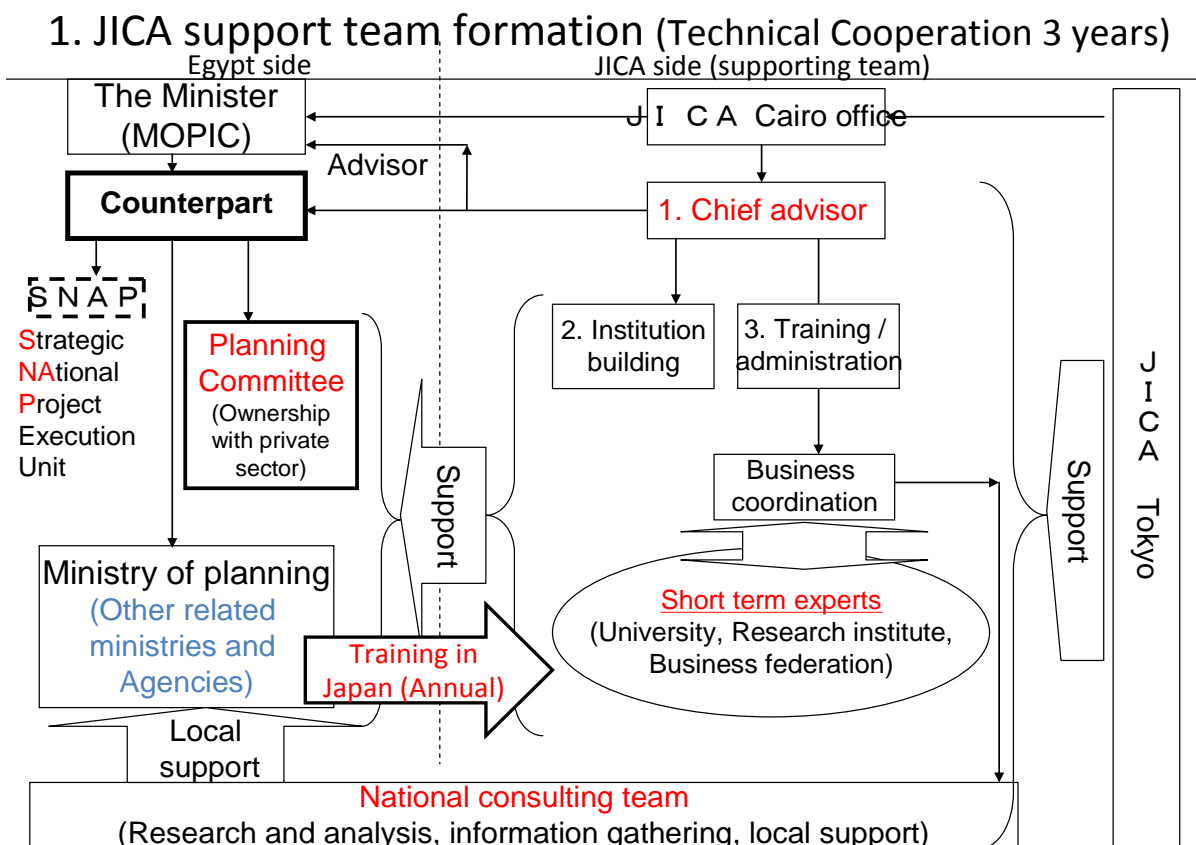 1. JICA support team formation (Technical Cooperation 3 years)
Egypt side
JICA side (supporting team)
The Minister
(MOPIC)
ＪＩＣＡ Cairo office
Advisor
Counterpart
1. Chief advisor
ＳＮＡＰ
Strategic
NAtional
Project
Execution
Unit
Planning
Committee
(Ownership
with private
sector)
2. Institution
building
3. Training /
administration
Support
Business
coordination
Support
ＪＩＣＡ Tokyo
Ministry of planning
(Other related
ministries and
Agencies)
Training in
Japan (Annual)
Short term experts
(University, Research institute,
Business federation)
Local
support
National consulting team
(Research and analysis, information gathering, local support)